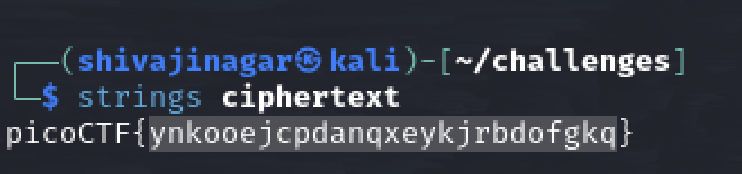 (shivajinagar㉿kali)-[~/challenges]
$ strings ciphertext
picoCTF{ynkooejcpdanqxeykjrbdofgkq}